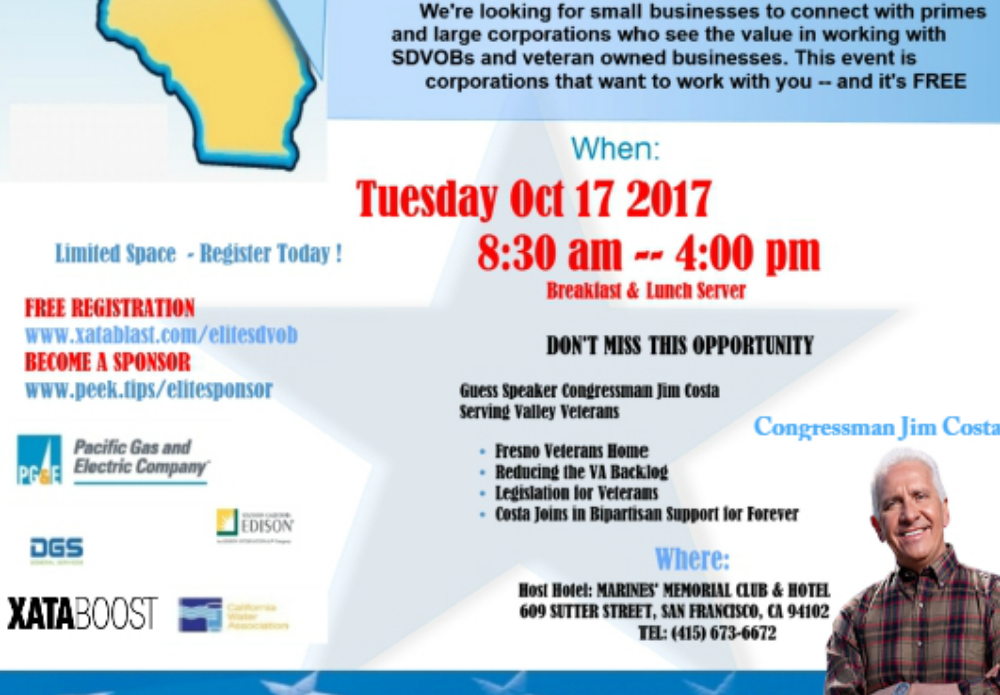 We're looking for small businesses to connect with primes
and large corporations who see the value in working with
SDVOBs and veteran owned businesses. This event is
corporations that want to work with you -- and it's FREE
When:
Tuesday Oct 17 2017
8:30 am -- 4:00 pm
Breakfast & Lunch Server
Limited Space - Register Today !
FREE REGISTRATION
www.xatablast.com/elitesdvob
BECOME A SPONSOR
www.peek.tips/elitesponsor
DON'T MISS THIS OPPORTUNITY
Guess Speaker Congressman Jim Costa
Serving Valley Veterans
• Fresno Veterans Home
• Reducing the VA Backlog
• Legislation for Veterans
• Costa Joins in Bipartisan Support for Forever
Congressman Jim Costa
PG&E
Pacific Gas and
Electric Company
EDISON
DGS
GENERAL SERVICES
XATABOOST
California
Water
Association
Where:
Host Hotel: MARINES' MEMORIAL CLUB & HOTEL
609 SUTTER STREET, SAN FRANCISCO, CA 94102
TEL: (415) 673-6672